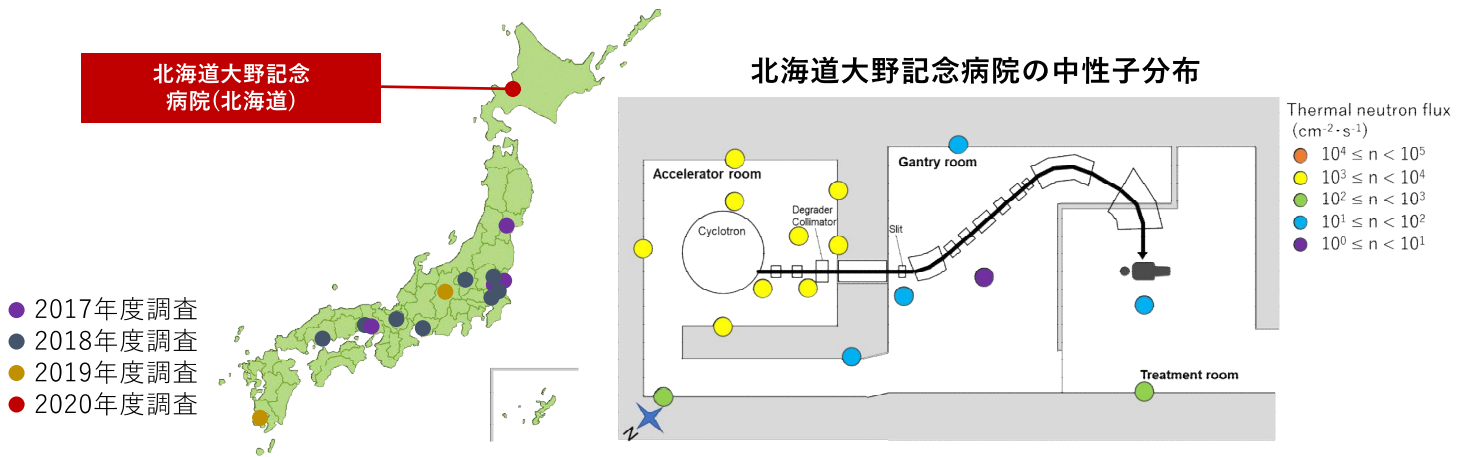 北海道大野記念
病院(北海道)
2017年度調査
2018年度調査
2019年度調査
2020年度調査
北海道大野記念病院の中性子分布
Accelerator room
Cyclotron
Degrader
Collimator
Gantry room
Slit
Treatment room
N
Thermal neutron flux
(cm⁻²･s⁻¹)
10⁴ ≤ n < 10⁵
10³ ≤ n < 10⁴
10² ≤ n < 10³
10¹ ≤ n < 10²
10⁰ ≤ n < 10¹